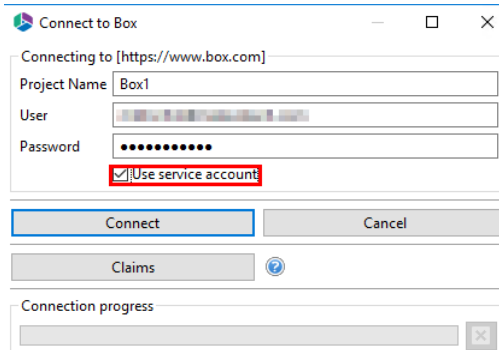 Connect to Box
Connecting to [https://www.box.com]
Project Name Box1
User
Password
Use service account
Connect Cancel
Claims
Connection progress